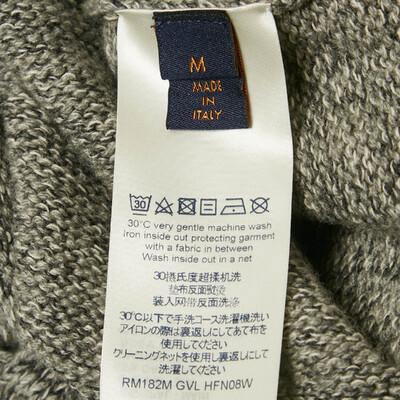 M
MADE
IN
ITALY
30
30°C very gentle machine wash
Iron inside out protecting garment
with a fabric in between
Wash inside out in a net
30摄氏度超柔机洗
垫布反面熨烫
装入网带反面洗涤
30℃以下で手洗コース洗濯機洗い
アイロンの際は裏返しにしてあて布を
使用してください
クリーニングネットを使用し裏返して
洗濯してください
RM182M GVL HFN08W